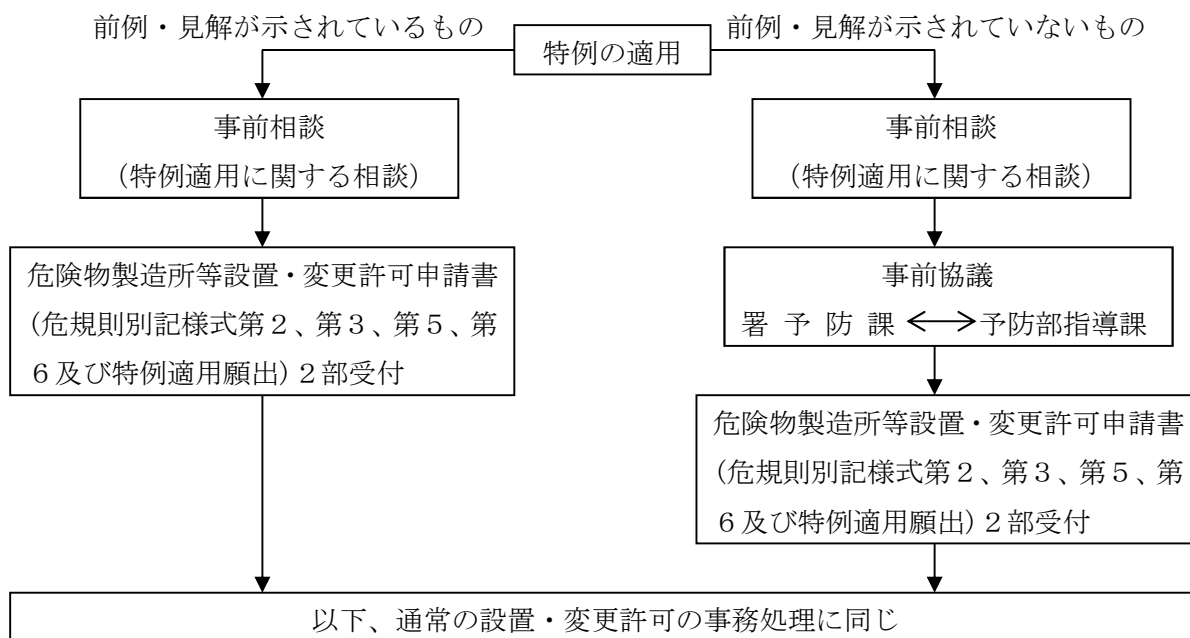 前例・見解が示されているもの
特例の適用
前例・見解が示されていないもの
事前相談
（特例適用に関する相談）
危険物製造所等設置・変更許可申請書
(危規則別記様式第２、第３、第５、第
６及び特例適用願出)２部受付
事前相談
（特例適用に関する相談）
事前協議
署予防課 ⟷ 予防部指導課
危険物製造所等設置・変更許可申請書
(危規則別記様式第２、第３、第５、第
６及び特例適用願出)２部受付
以下、通常の設置・変更許可の事務処理に同じ